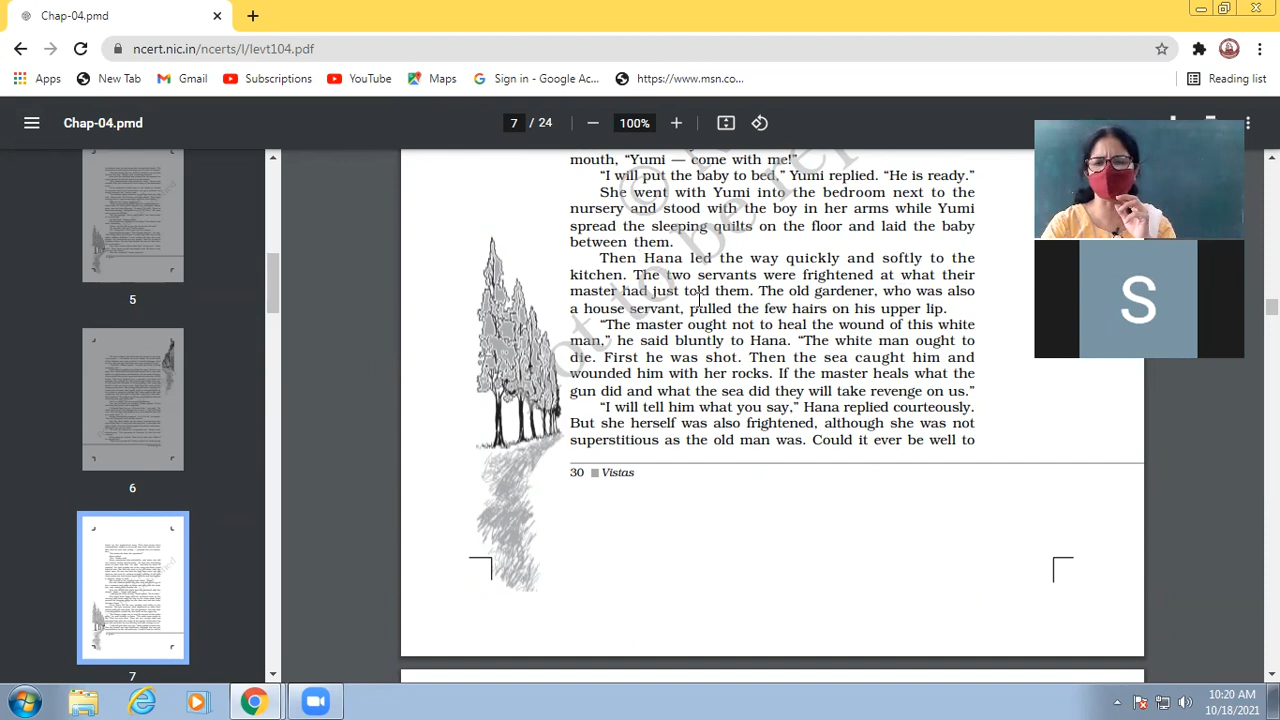 Chap-04.pmd
ncert.nic.in/ncerts/l/levt104.pdf
Apps New Tab Gmail Subscriptions YouTube Maps Sign in - Google Ac... https://www.msn.co... Reading list
Chap-04.pmd 7 / 24 100%
5
6
7
mouth, “Yumi — come with me!”
“I will put the baby to bed,” Yumi replied. “He is ready.”
She went with Yumi into the bedroom next to the
nursery and stood with the boy in her arms while Yumi
spread the sleeping quilts on the floor and laid the baby
between them.
Then Hana led the way quickly and softly to the
kitchen. The two servants were frightened at what their
master had just told them. The old gardener, who was also
a house servant, pulled the few hairs on his upper lip.
“The master ought not to heal the wound of this white
man,” he said bluntly to Hana. “The white man ought to
die. First he was shot. Then the sea caught him and
wounded him with her rocks. If the master heals what the
gun did and what the sea did they will take revenge on us.”
“I will tell him what you say,” Hana replied courteously.
But she herself was also frightened, although she was not
superstitious as the old man was. Could it ever be well to
30 Vistas
not to be re
S
10:20 AM
10/18/2021